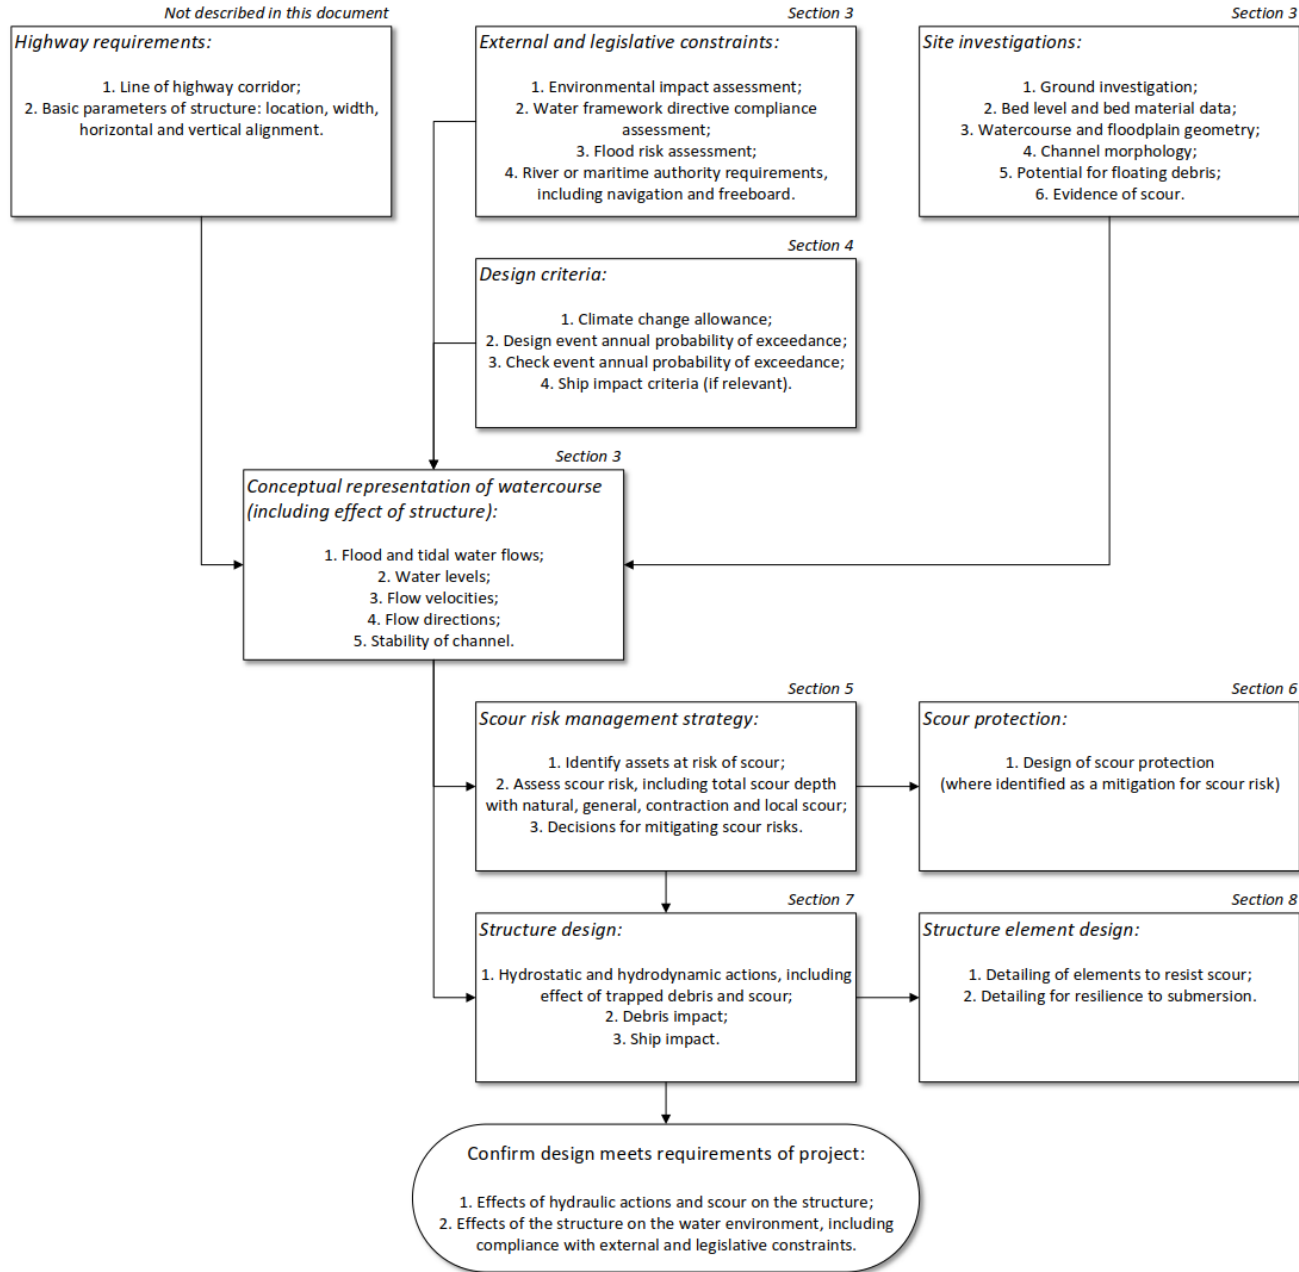 Not described in this document
Highway requirements:
1. Line of highway corridor;
2. Basic parameters of structure: location, width,
horizontal and vertical alignment.
Section 3
External and legislative constraints:
1. Environmental impact assessment;
2. Water framework directive compliance
assessment;
3. Flood risk assessment;
4. River or maritime authority requirements,
including navigation and freeboard.
Section 3
Site investigations:
1. Ground investigation;
2. Bed level and bed material data;
3. Watercourse and floodplain geometry;
4. Channel morphology;
5. Potential for floating debris;
6. Evidence of scour.
Section 4
Design criteria:
1. Climate change allowance;
2. Design event annual probability of exceedance;
3. Check event annual probability of exceedance;
4. Ship impact criteria (if relevant).
Section 3
Conceptual representation of watercourse
(including effect of structure):
1. Flood and tidal water flows;
2. Water levels;
3. Flow velocities;
4. Flow directions;
5. Stability of channel.
Section 5
Scour risk management strategy:
1. Identify assets at risk of scour;
2. Assess scour risk, including total scour depth
with natural, general, contraction and local scour;
3. Decisions for mitigating scour risks.
Section 6
Scour protection:
1. Design of scour protection
(where identified as a mitigation for scour risk)
Section 7
Structure design:
1. Hydrostatic and hydrodynamic actions, including
effect of trapped debris and scour;
2. Debris impact;
3. Ship impact.
Section 8
Structure element design:
1. Detailing of elements to resist scour;
2. Detailing for resilience to submersion.
Confirm design meets requirements of project:
1. Effects of hydraulic actions and scour on the structure;
2. Effects of the structure on the water environment, including
compliance with external and legislative constraints.